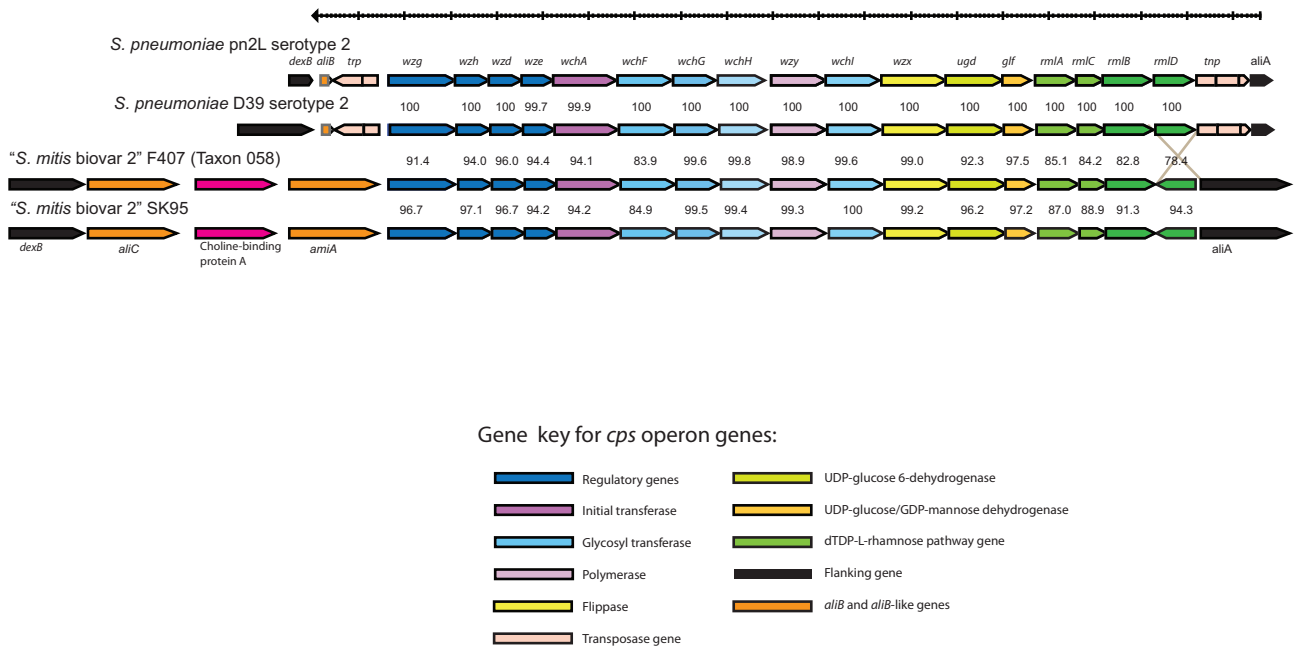 S. pneumoniae pn2L serotype 2
dexB aliB trp wzg wzh wzd wze wchA wchF wchG wchH wzy wchI wzx ugd glf rmlA rmlC rmlB rmlD tnp aliA
S. pneumoniae D39 serotype 2
100 100 100 99.7 99.9 100 100 100 100 100 100 100 100 100 100 100 100
“S. mitis biovar 2” F407 (Taxon 058)
91.4 94.0 96.0 94.4 94.1 83.9 99.6 99.8 98.9 99.6 99.0 92.3 97.5 85.1 84.2 82.8 78.4
“S. mitis biovar 2” SK95
96.7 97.1 96.7 94.2 94.2 84.9 99.5 99.4 99.3 100 99.2 96.2 97.2 87.0 88.9 91.3 94.3
dexB aliC Choline-binding amiA aliA
protein A
Gene key for cps operon genes:
Regulatory genes
Initial transferase
Glycosyl transferase
Polymerase
Flippase
Transposase gene
UDP-glucose 6-dehydrogenase
UDP-glucose/GDP-mannose dehydrogenase
dTDP-L-rhamnose pathway gene
Flanking gene
aliB and aliB-like genes